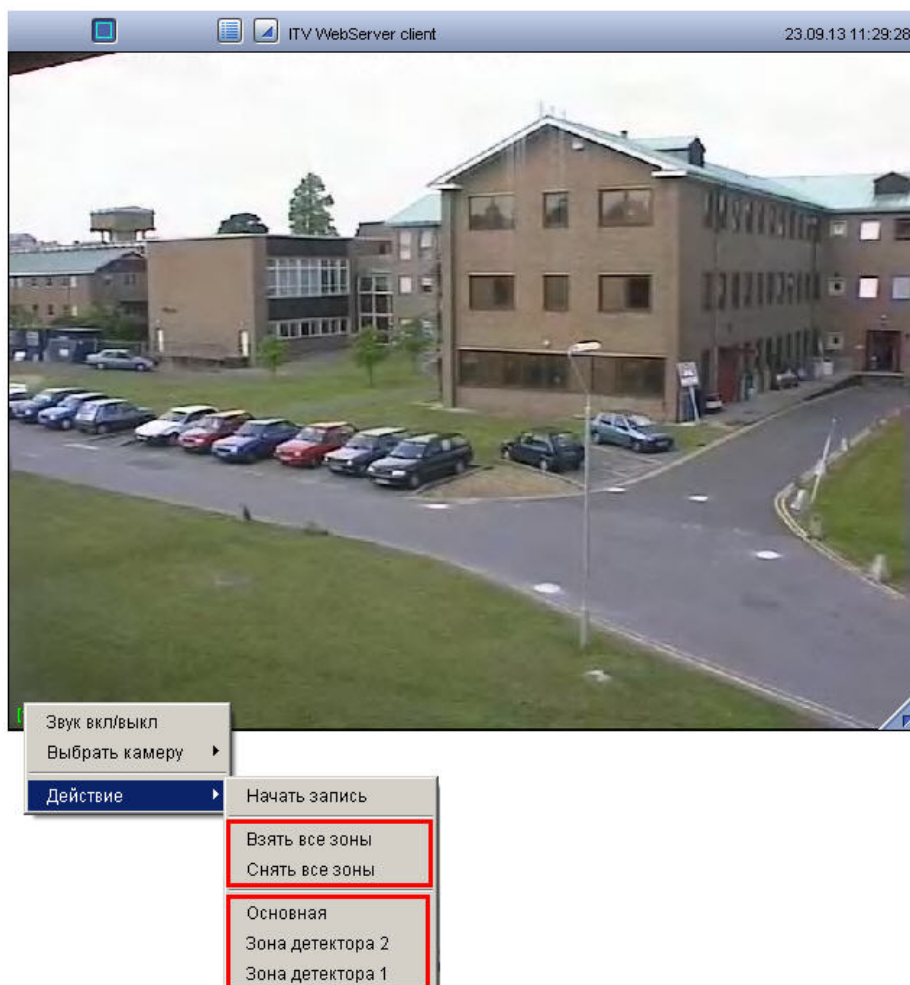 ITV WebServer client 23.09.13 11:29:28
Звук вкл/выкл
Выбрать камеру
Действие
Начать запись
Взять все зоны
Снять все зоны
Основная
Зона детектора 2
Зона детектора 1